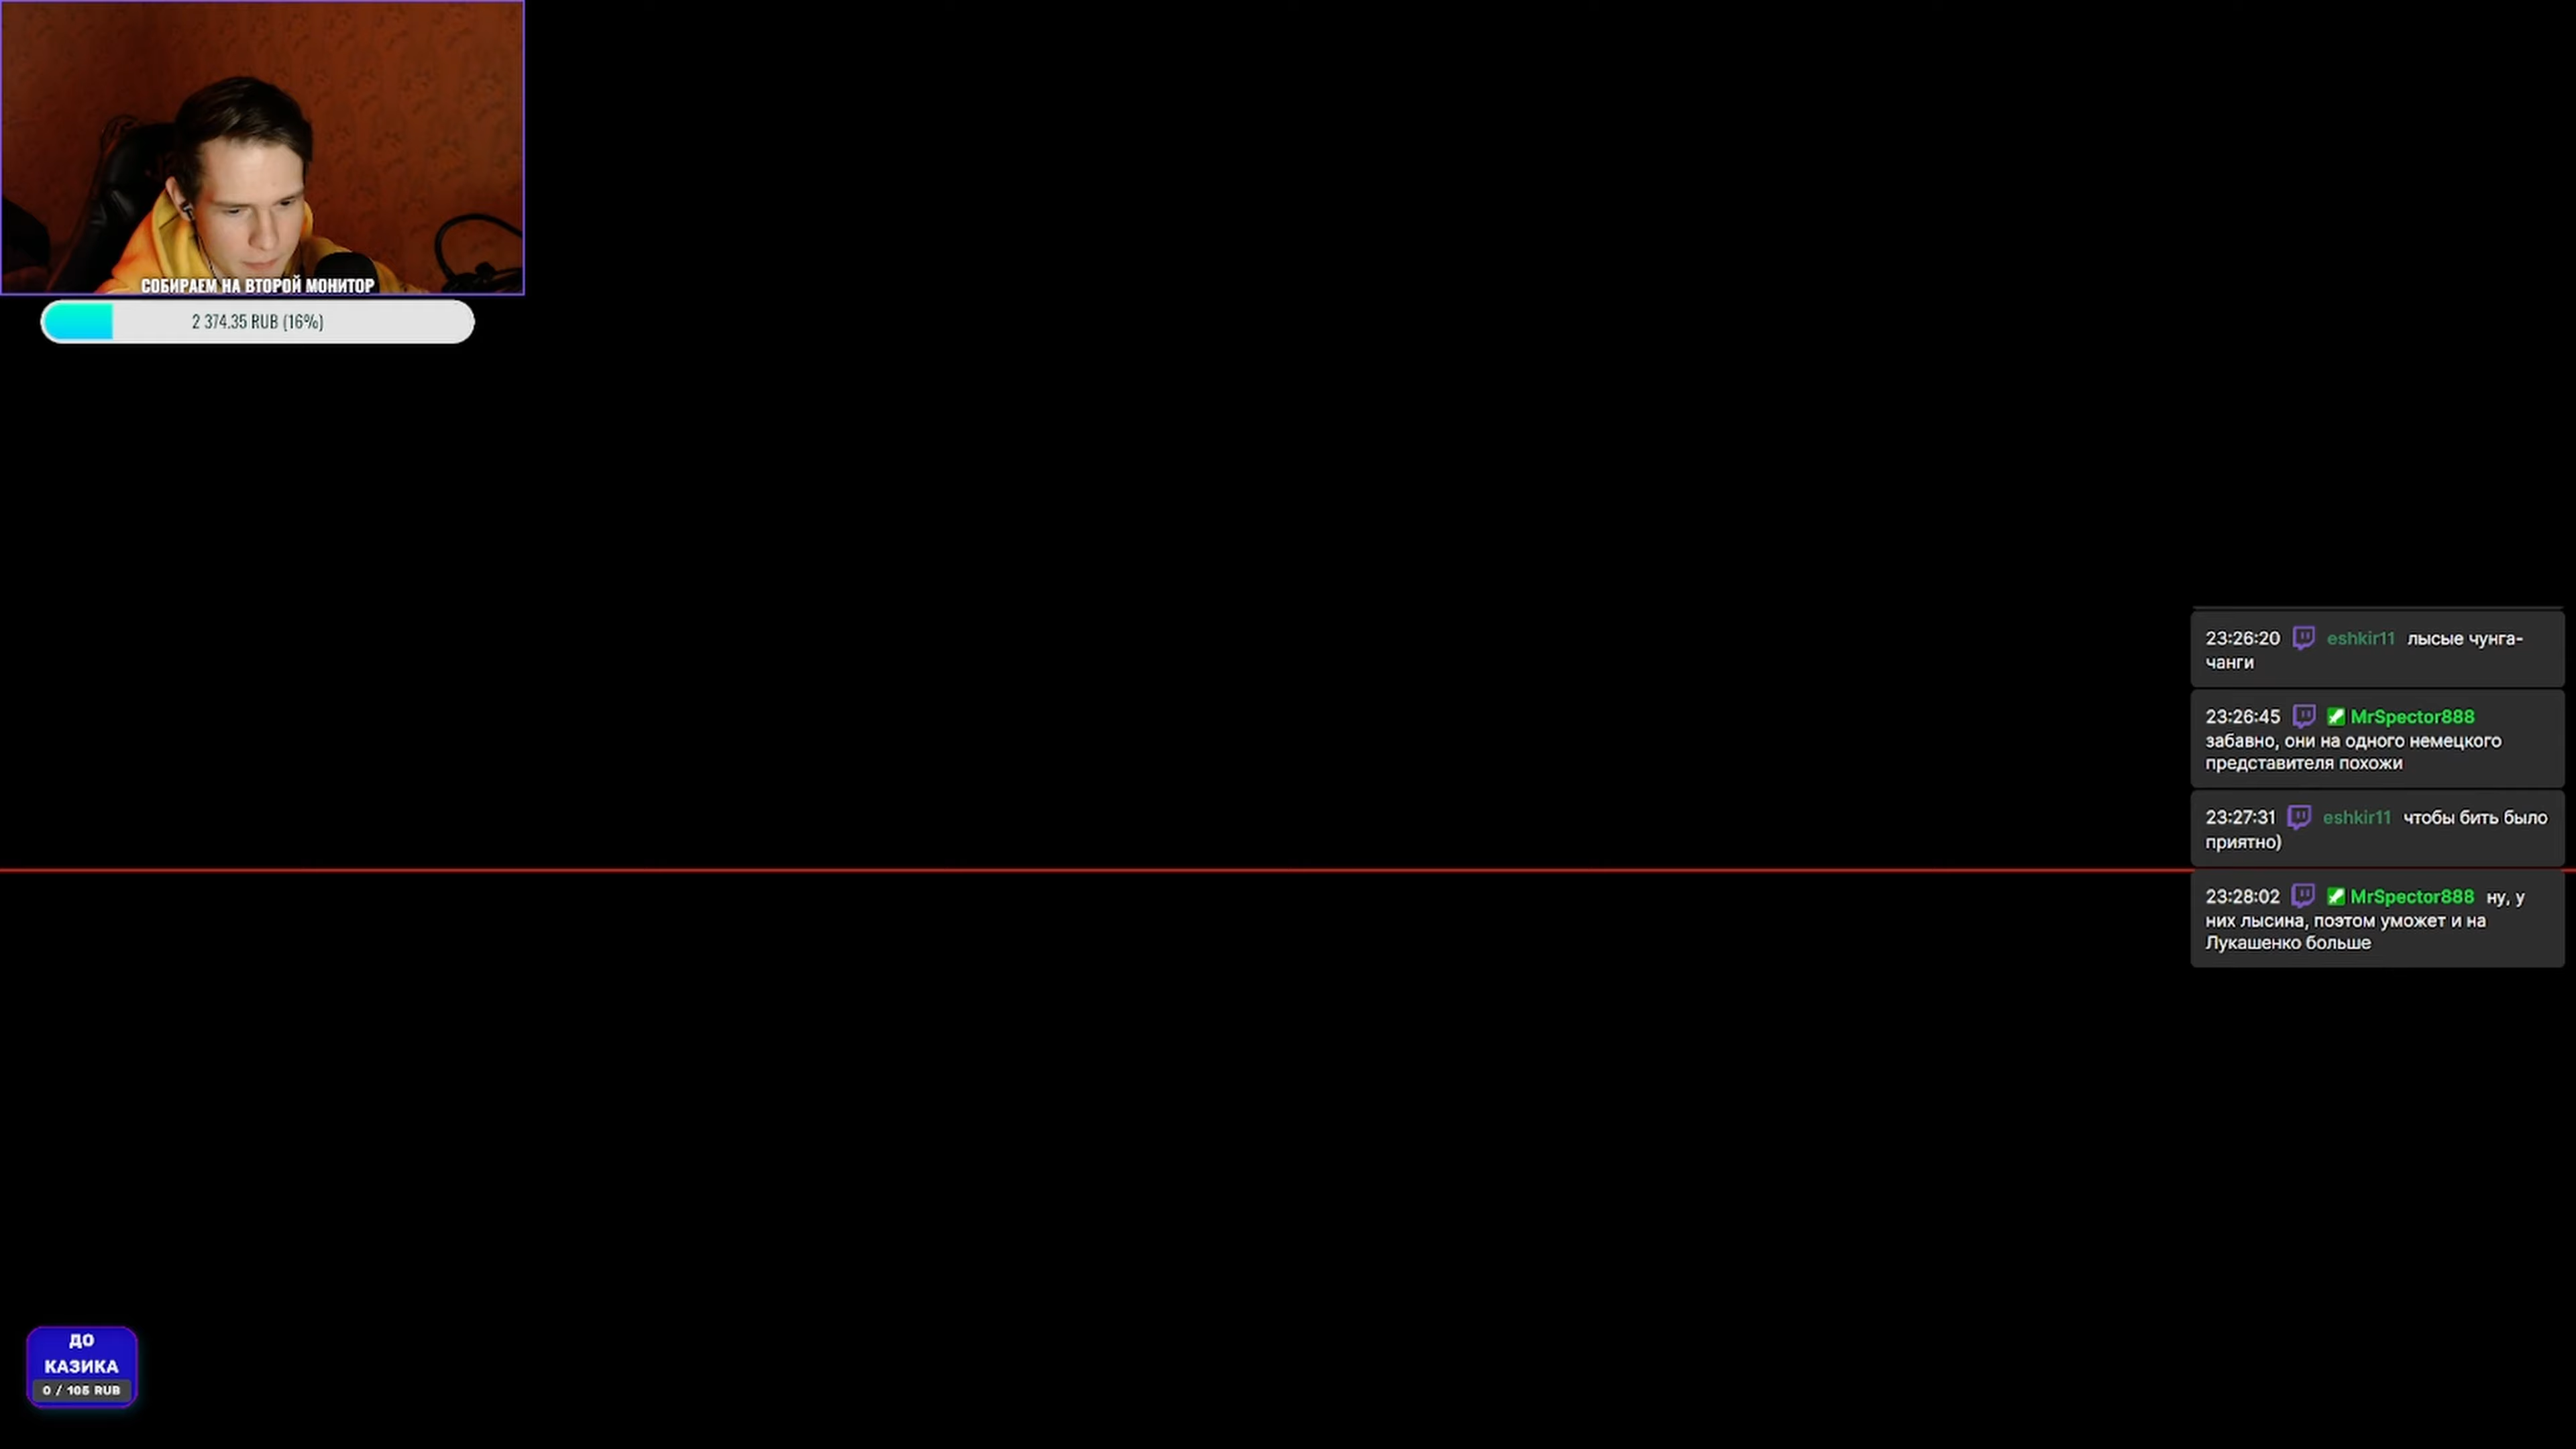 СОБИРАЕМ НА ВТОРОЙ МОНИТОР
2 374.35 RUB (16%)
23:26:20 eshkir11 лысые чунга-
чанги
23:26:45 MrSpector888
забавно, они на одного немецкого
представителя похожи
23:27:31 eshkir11 чтобы бить было
приятно)
23:28:02 MrSpector888 ну, у
них лысина, поэтом уможет и на
Лукашенко больше
ДО
КАЗИКА
0 / 105 RUB